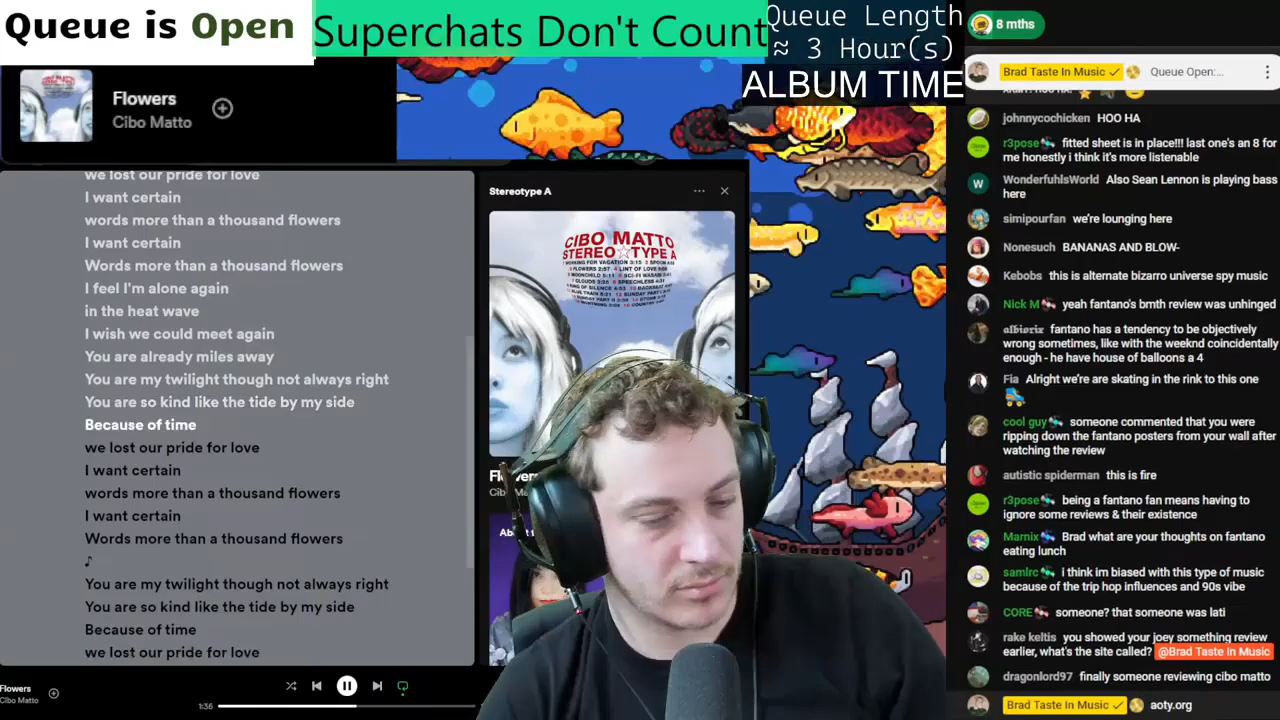 Queue is Open
Superchats Don't Count
Queue Length
≈ 3 Hour(s)
ALBUM TIME
Flowers
Cibo Matto
we lost our pride for love
I want certain
words more than a thousand flowers
I want certain
Words more than a thousand flowers
I feel I'm alone again
in the heat wave
I wish we could meet again
You are already miles away
You are my twilight though not always right
You are so kind like the tide by my side
Because of time
we lost our pride for love
I want certain
words more than a thousand flowers
I want certain
Words more than a thousand flowers
♪
You are my twilight though not always right
You are so kind like the tide by my side
Because of time
we lost our pride for love
Flowers
Cibo Matto
1:36
Stereotype A
CIBO MATTO
STEREO☆TYPE A
8 mths
Brad Taste In Music ✓ Queue Open:...
johnnycochicken HOO HA
r3pose fitted sheet is in place!!! last one's an 8 for
me honestly i think it's more listenable
WonderfuhlsWorld Also Sean Lennon is playing bass
here
simipourfan we're lounging here
Nonesuch BANANAS AND BLOW-
Kebobs this is alternate bizarro universe spy music
Nick M yeah fantano's bmth review was unhinged
albiorix fantano has a tendency to be objectively
wrong sometimes, like with the weeknd coincidentally
enough - he have house of balloons a 4
Fia Alright we're are skating in the rink to this one
cool guy someone commented that you were
ripping down the fantano posters from your wall after
watching the review
autistic spiderman this is fire
r3pose being a fantano fan means having to
ignore some reviews & their existence
Marnix Brad what are your thoughts on fantano
eating lunch
samlrc i think im biased with this type of music
because of the trip hop influences and 90s vibe
CORE someone? that someone was lati
rake keltis you showed your joey something review
earlier, what's the site called? @Brad Taste In Music
dragonlord97 finally someone reviewing cibo matto
Brad Taste In Music ✓ aoty.org